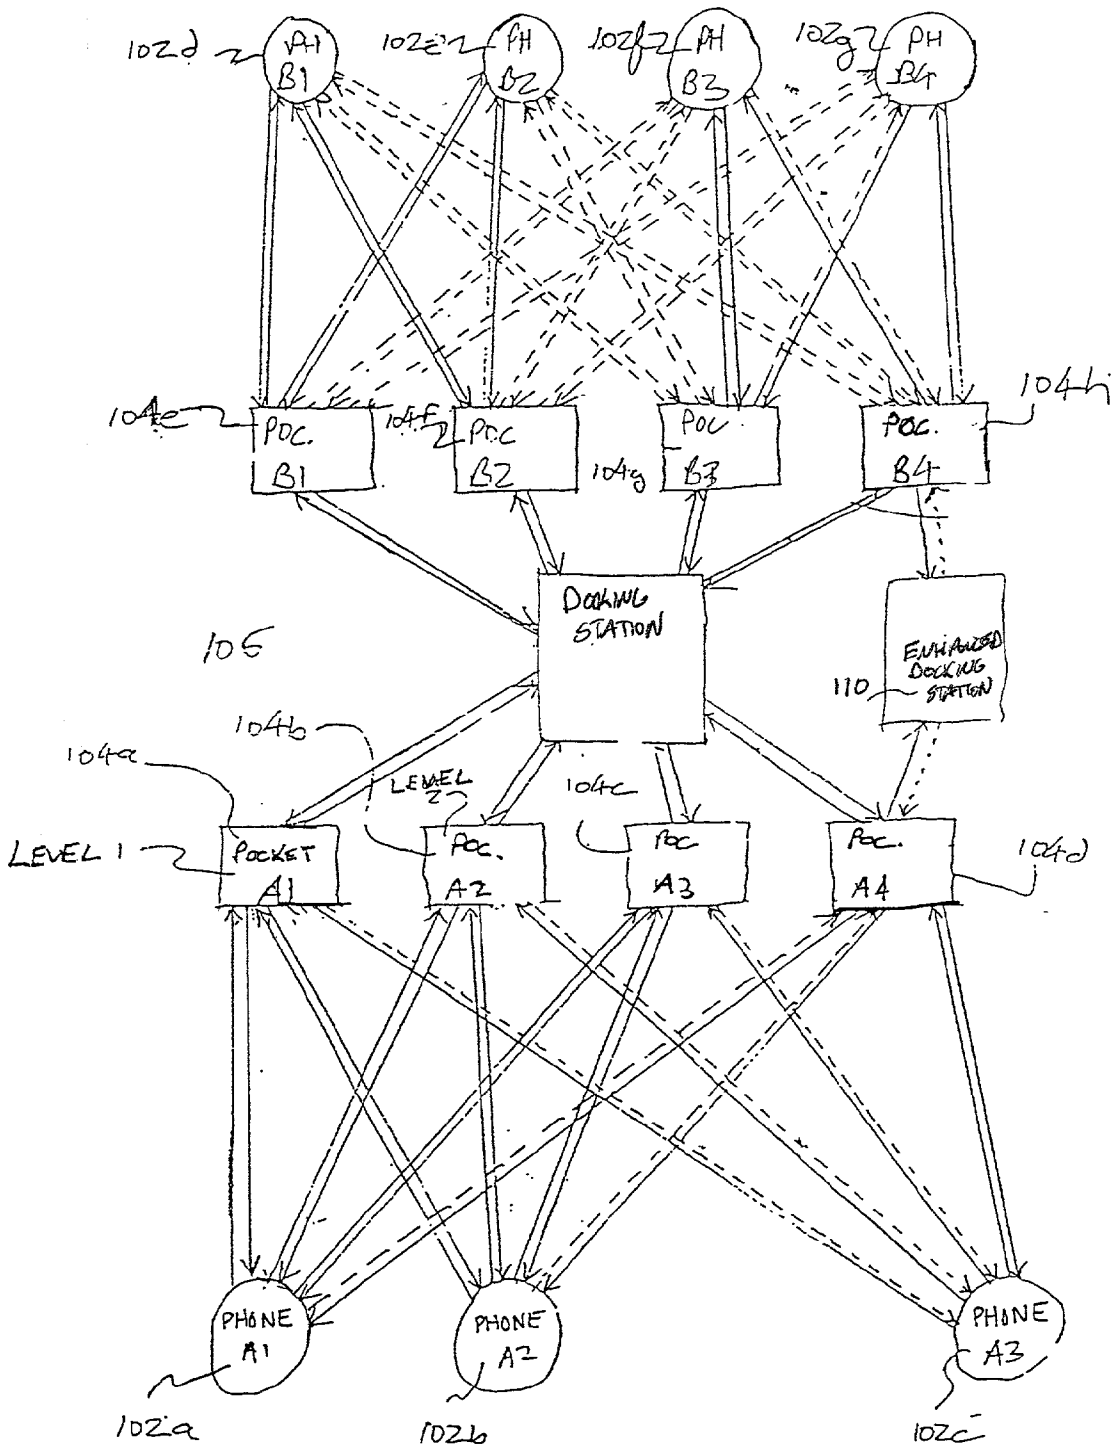 102d
PH
B1
102e
PH
B2
102f
PH
B3
102g
PH
B4
104e
POC.
B1
104f
POC
B2
104g
POC
B3
104h
POC.
B4
DOCKING
STATION
105
ENHANCED
DOCKING
STATION
110
104a
104b
LEVEL
2
104c
104d
LEVEL 1
POCKET
A1
POC.
A2
POC
A3
POC.
A4
PHONE
A1
PHONE
A2
PHONE
A3
102a
102b
102c